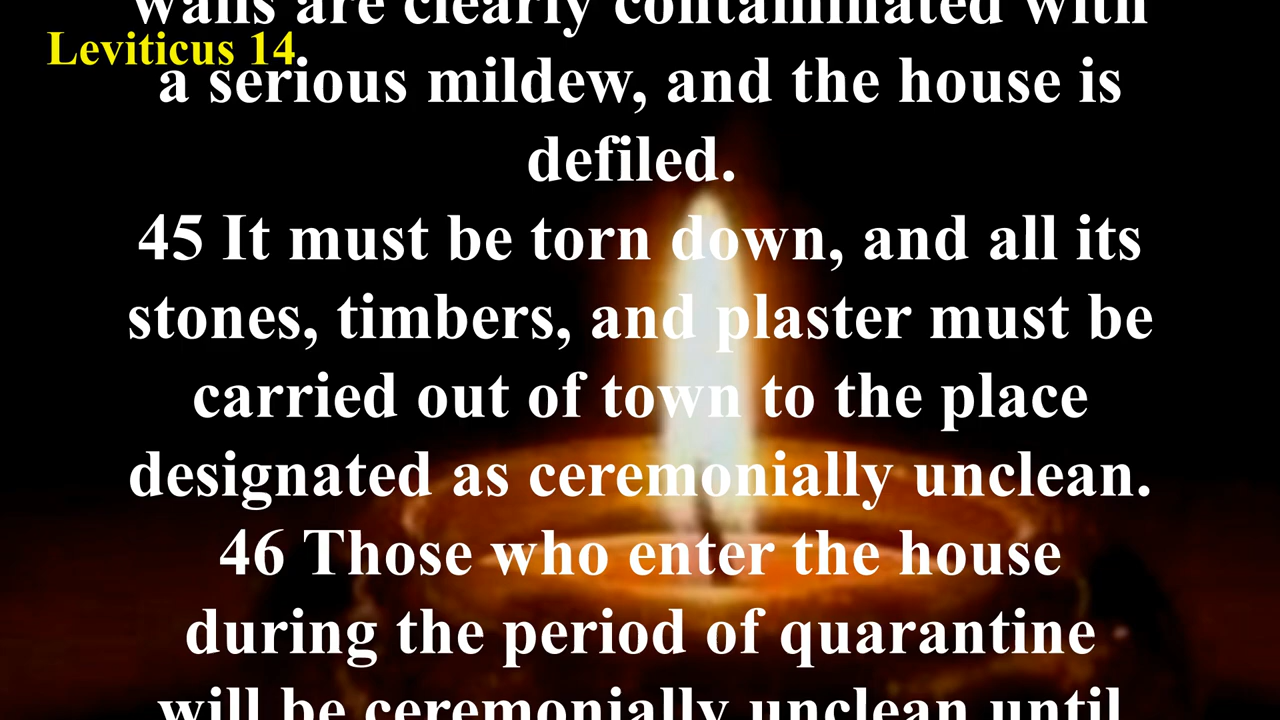 walls are clearly contaminated with
Leviticus 14
a serious mildew, and the house is
defiled.
45 It must be torn down, and all its
stones, timbers, and plaster must be
carried out of town to the place
designated as ceremonially unclean.
46 Those who enter the house
during the period of quarantine
will be ceremonially unclean until